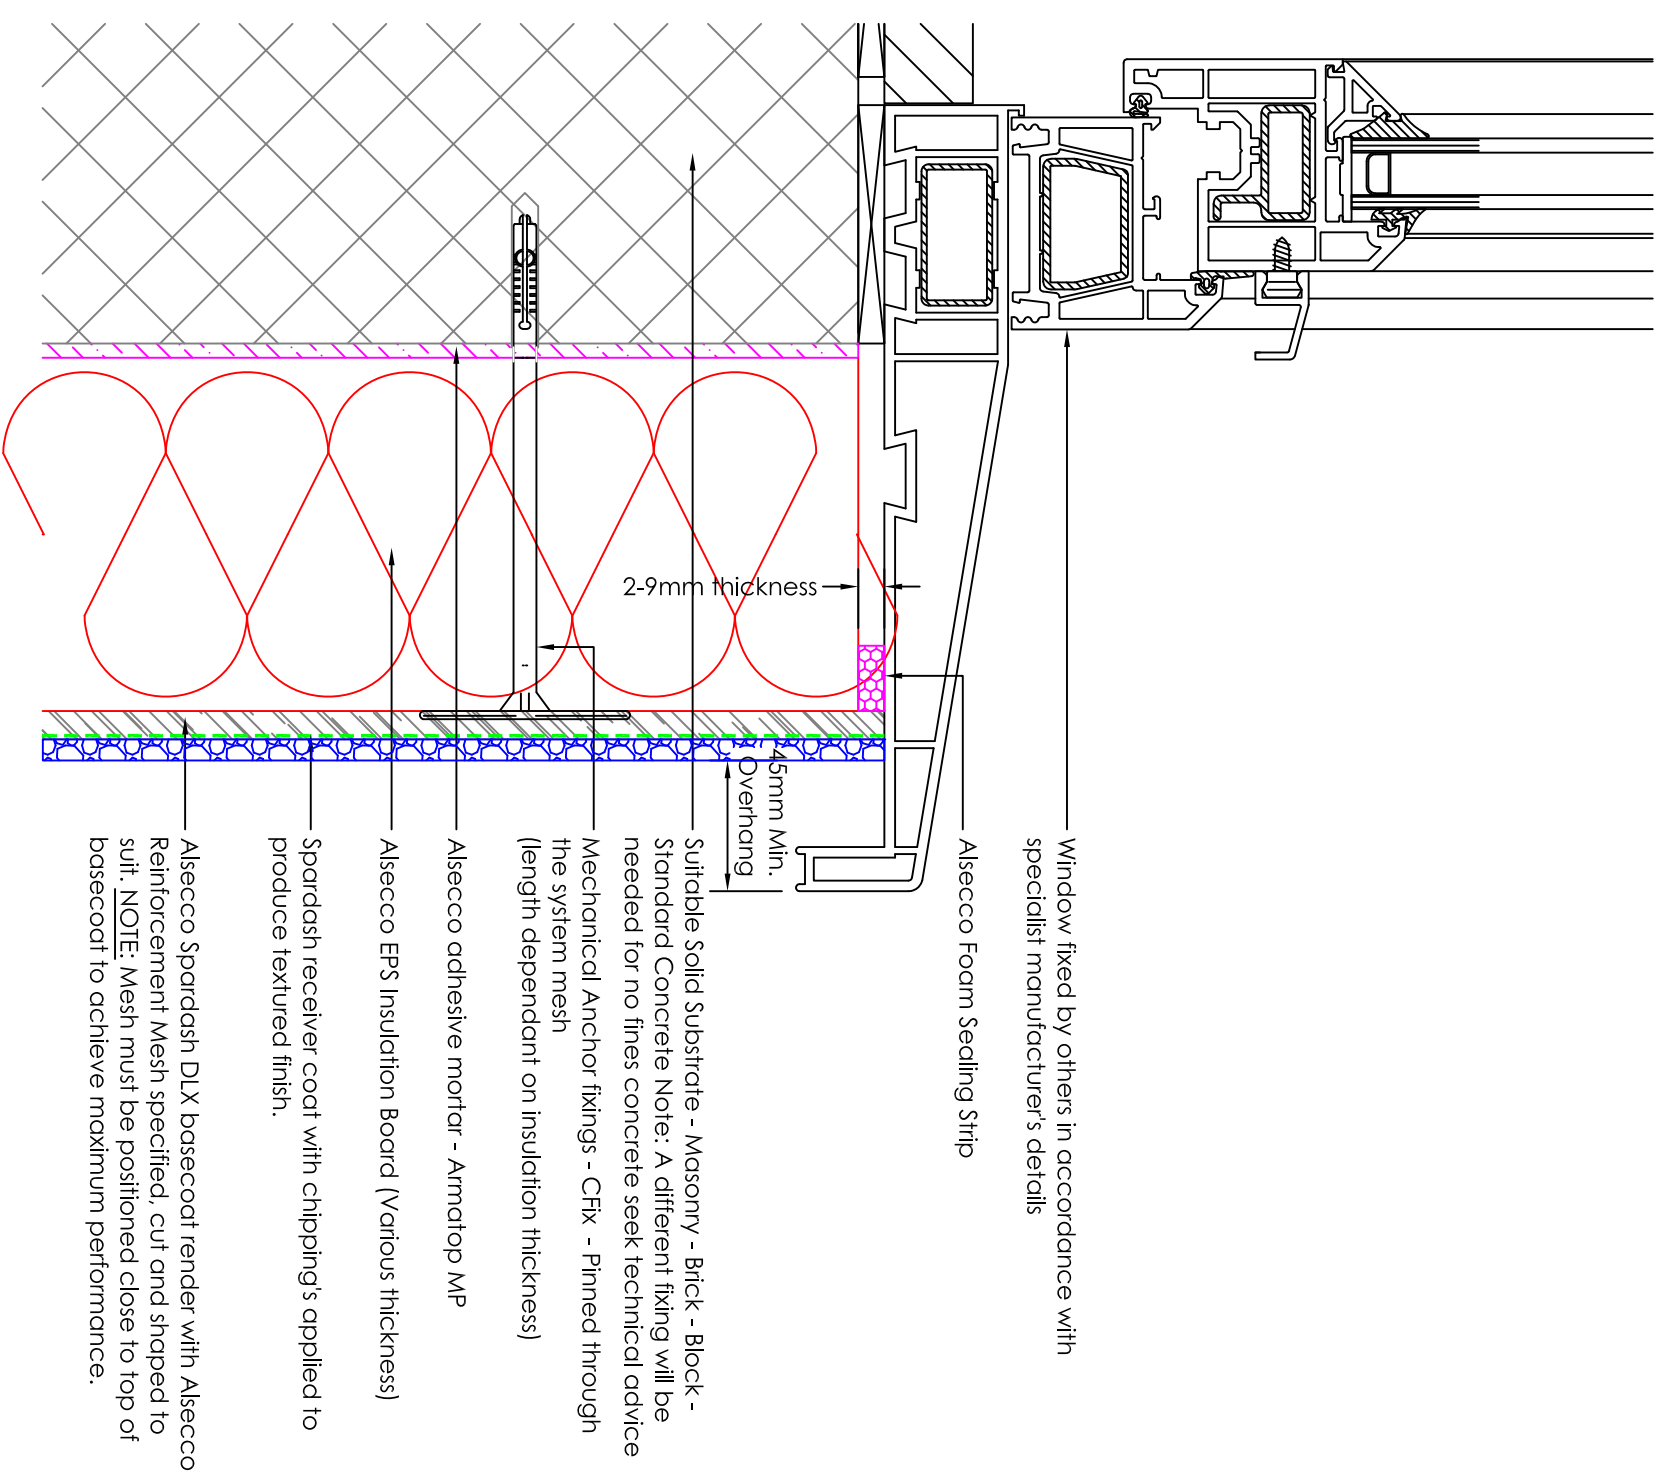 Window fixed by others in accordance with
specialist manufacturer's details
Alsecco Foam Sealing Strip
45mm Min.
Overhang
2-9mm thickness
Suitable Solid Substrate - Masonry - Brick - Block -
Standard Concrete Note: A different fixing will be
needed for no fines concrete seek technical advice
Mechanical Anchor fixings - CFix - Pinned through
the system mesh
(length dependant on insulation thickness)
Alsecco adhesive mortar - Armatop MP
Alsecco EPS Insulation Board (Various thickness)
Spardash receiver coat with chipping's applied to
produce textured finish.
Alsecco Spardash DLX basecoat render with Alsecco
Reinforcement Mesh specified, cut and shaped to
suit. NOTE: Mesh must be positioned close to top of
basecoat to achieve maximum performance.